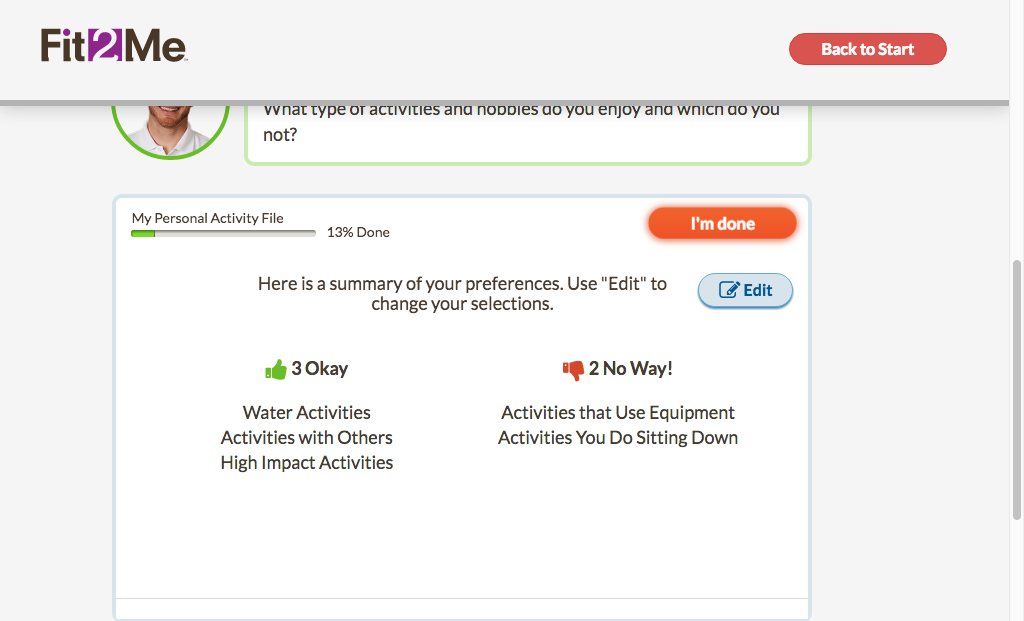 Fit2Me
Back to Start
What type of activities and hobbies do you enjoy and which do you
not?
My Personal Activity File
13% Done
I'm done
Here is a summary of your preferences. Use "Edit" to
change your selections.
Edit
3 Okay
2 No Way!
Water Activities
Activities with Others
High Impact Activities
Activities that Use Equipment
Activities You Do Sitting Down